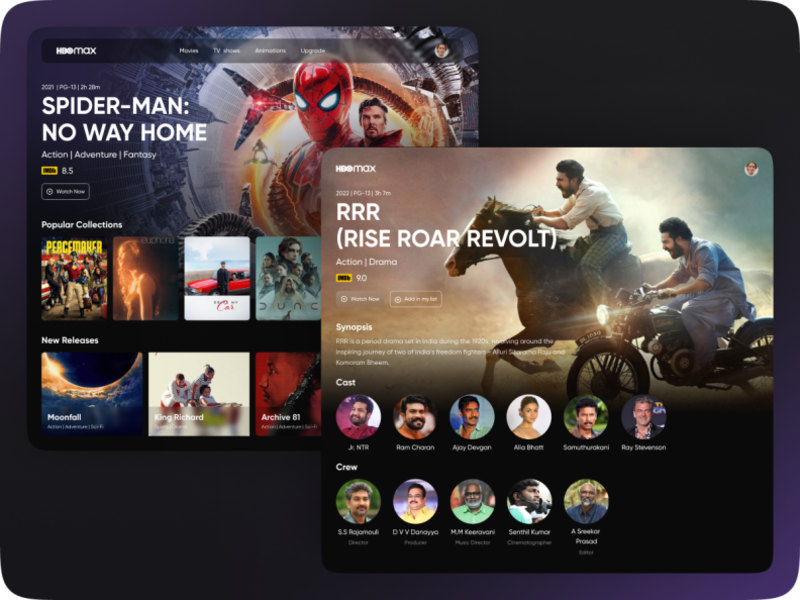 HBOmax
Movies TV shows Animations Upgrade
2021 | PG-13 | 2h 28m
SPIDER-MAN:
NO WAY HOME
Action | Adventure | Fantasy
IMDb 8.5
Watch Now
Popular Collections
PEACEMAKER
euphoria
DRIVE MY
Car
DUNC
New Releases
Moonfall
Action | Adventure | Sci-Fi
King Richard
Archive 81
Action | Adventure | Sci-Fi
HBOmax
2022 | PG-13 | 3h 7m
RRR
(RISE ROAR REVOLT)
Action | Drama
IMDb 9.0
Watch Now Add in my list
Synopsis
RRR is a period drama set in India during the 1920s, revolving around the
inspiring journey of two of India's freedom fighters - Alluri Sitarama Raju and
Komaram Bheem.
Cast
Jr. NTR Ram Charan Ajay Devgan Alia Bhatt Samuthurakani Ray Stevenson
Crew
S.S Rajamouli D V V Danayya M.M Keeravani Senthil Kumar A Sreekar
Prasad
Director Producer Music Director Cinematographer
Editor